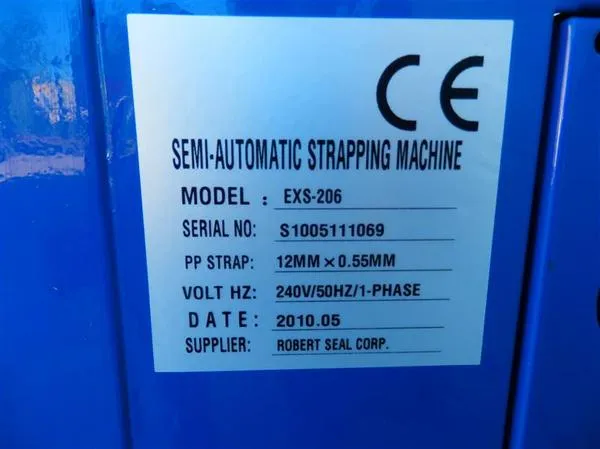 CE
SEMI-AUTOMATIC STRAPPING MACHINE
MODEL : EXS-206
SERIAL NO: S1005111069
PP STRAP: 12MM×0.55MM
VOLT HZ: 240V/50HZ/1-PHASE
DATE: 2010.05
SUPPLIER: ROBERT SEAL CORP.